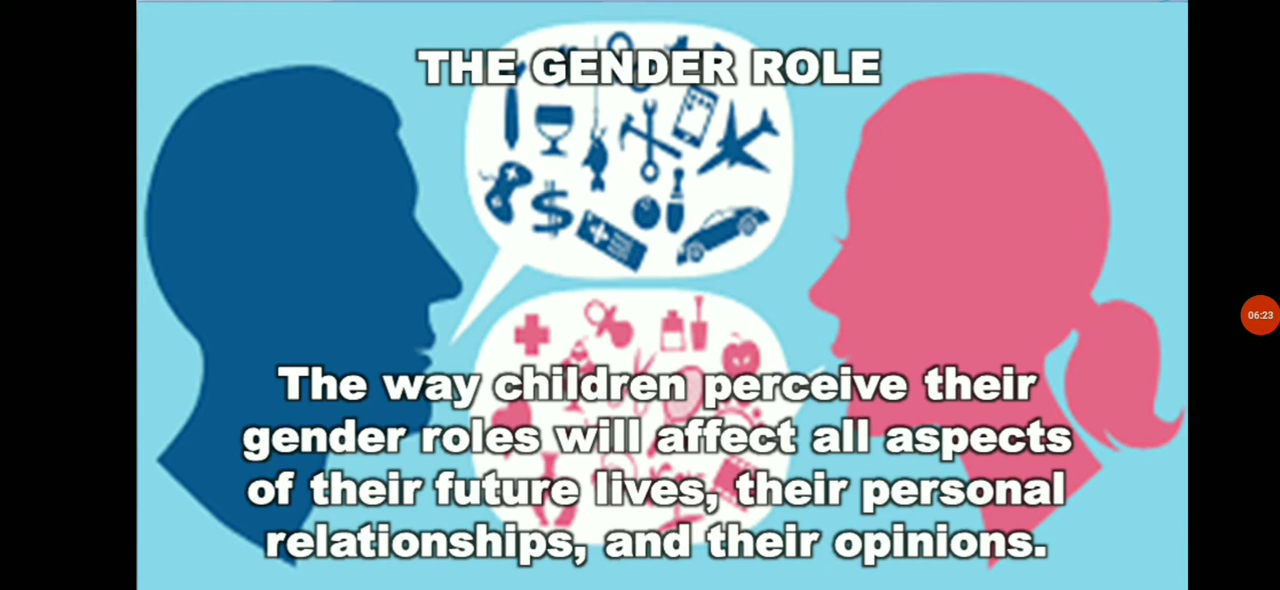 THE GENDER ROLE
The way children perceive their
gender roles will affect all aspects
of their future lives, their personal
relationships, and their opinions.
06:23